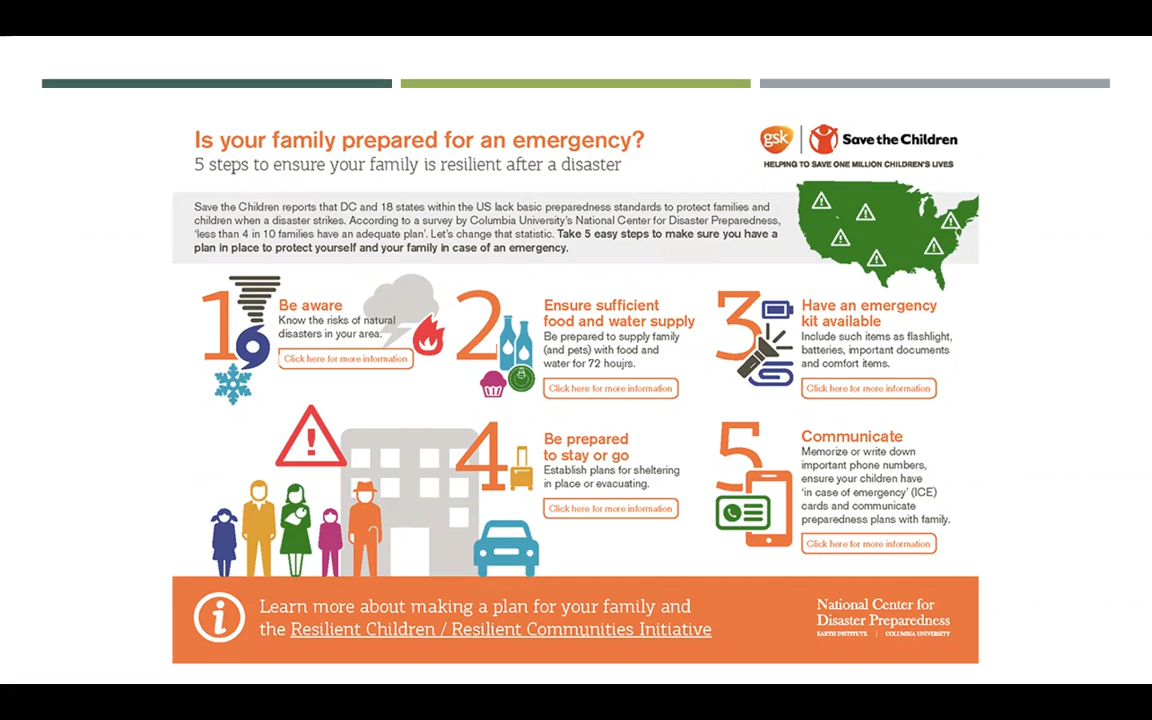 Is your family prepared for an emergency?
5 steps to ensure your family is resilient after a disaster
gsk
Save the Children
HELPING TO SAVE ONE MILLION CHILDREN'S LIVES
Save the Children reports that DC and 18 states within the US lack basic preparedness standards to protect families and
children when a disaster strikes. According to a survey by Columbia University's National Center for Disaster Preparedness,
'less than 4 in 10 families have an adequate plan'. Let's change that statistic. Take 5 easy steps to make sure you have a
plan in place to protect yourself and your family in case of an emergency.
1
Be aware
Know the risks of natural
disasters in your area.
Click here for more information
2
Ensure sufficient
food and water supply
Be prepared to supply family
(and pets) with food and
water for 72 houjrs.
Click here for more information
3
Have an emergency
kit available
Include such items as flashlight,
batteries, important documents
and comfort items.
Click here for more information
4
Be prepared
to stay or go
Establish plans for sheltering
in place or evacuating.
Click here for more information
5
Communicate
Memorize or write down
important phone numbers,
ensure your children have
'in case of emergency' (ICE)
cards and communicate
preparedness plans with family.
Click here for more information
Learn more about making a plan for your family and
the Resilient Children / Resilient Communities Initiative
National Center for
Disaster Preparedness
EARTH INSTITUTE | COLUMBIA UNIVERSITY